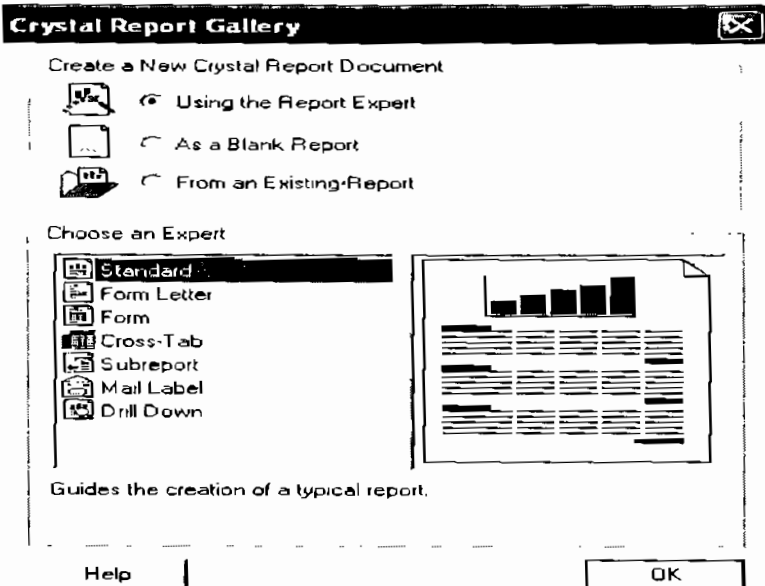 Crystal Report Gallery
Create a New Crystal Report Document
Using the Report Expert
As a Blank Report
From an Existing-Report
Choose an Expert
Standard
Form Letter
Form
Cross-Tab
Subreport
Mail Label
Drill Down
Guides the creation of a typical report.
Help
OK